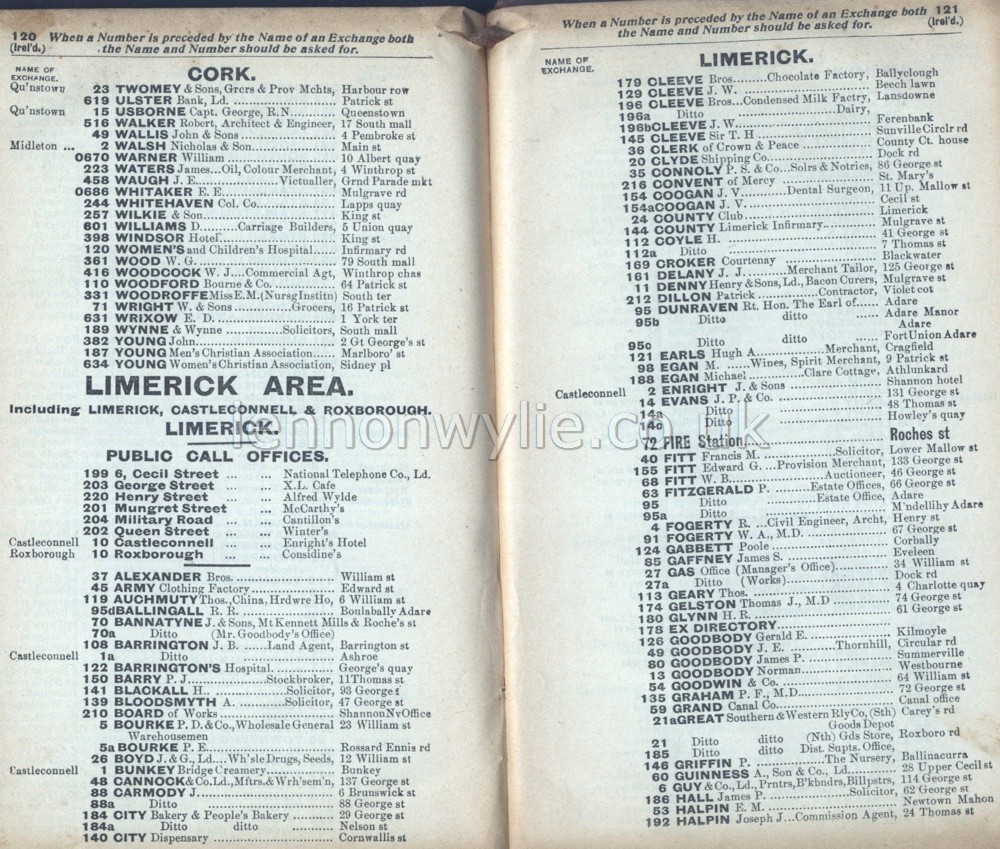 120 When a Number is preceded by the Name of an Exchange both
(Irel'd.) the Name and Number should be asked for.
NAME OF
EXCHANGE.
CORK.
Qu'nstown 23 TWOMEY & Sons, Grcrs & Prov Mchts, Harbour row
619 ULSTER Bank, Ld. Patrick st
Qu'nstown 15 USBORNE Capt. George, R.N. Queenstown
516 WALKER Robert, Architect & Engineer, 17 South mall
49 WALLIS John & Sons 4 Pembroke st
Midleton ... 2 WALSH Nicholas & Son Main st
0670 WARNER William 10 Albert quay
223 WATERS James...Oil, Colour Merchant, 4 Winthrop st
458 WAUGH J. E. Victualler, Grnd Parade mkt
0686 WHITAKER E. E. Mulgrave rd
244 WHITEHAVEN Col. Co. Lapps quay
257 WILKIE & Son King st
601 WILLIAMS D. Carriage Builders, 5 Union quay
398 WINDSOR Hotel King st
120 WOMEN'S and Children's Hospital Infirmary rd
361 WOOD W. G. 79 South mall
416 WOODCOCK W. J....Commercial Agt, Winthrop chas
110 WOODFORD Bourne & Co. 64 Patrick st
331 WOODROFFE Miss E.M.(Nursg Institn) South ter
71 WRIGHT W. & Sons Grocers, 16 Patrick st
631 WRIXOW E. D. 1 York ter
189 WYNNE & Wynne Solicitors, South mall
382 YOUNG John 2 Gt George's st
187 YOUNG Men's Christian Association Marlboro' st
634 YOUNG Women's Christian Association, Sidney pl
LIMERICK AREA.
Including LIMERICK, CASTLECONNELL & ROXBOROUGH.
LIMERICK.
PUBLIC CALL OFFICES.
199 6, Cecil Street ... National Telephone Co., Ld.
203 George Street ... ... X.L. Cafe
220 Henry Street ... ... Alfred Wylde
201 Mungret Street ... McCarthy's
204 Military Road ... ... Cantillon's
202 Queen Street ... ... Winter's
Castleconnell 10 Castleconnell ... Enright's Hotel
Roxborough 10 Roxborough ... ... Considine's
37 ALEXANDER Bros. William st
45 ARMY Clothing Factory Edward st
119 AUCHMUTY Thos., China, Hrdwre Ho, 6 William st
95d BALLINGALL R. R. Boulabally Adare
70 BANNATYNE J. & Sons, Mt Kennett Mills & Roche's st
70a Ditto (Mr. Goodbody's Office)
108 BARRINGTON J. B. Land Agent, Barrington st
Castleconnell 1a Ditto Ashroe
122 BARRINGTON'S Hospital George's quay
150 BARRY P. J. Stockbroker, 11 Thomas st
141 BLACKALL H.. Solicitor, 93 George st
139 BLOODSMYTH A. Solicitor, 47 George st
210 BOARD of Works Shannon Nv Office
5 BOURKE P. D. & Co., Wholesale General 23 William st
Warehousemen
5a BOURKE P. E. Rossard Ennis rd
26 BOYD J. & G., Ld....Wh'sle Drugs, Seeds, 12 William st
Castleconnell 1 BUNKEY Bridge Creamery Bunkey
48 CANNOCK & Co. Ld., Mftrs. & Wrh'sem'n, 137 George st
88 CARMODY J. 6 Brunswick st
88a Ditto 88 George st
184 CITY Bakery & People's Bakery 29 George st
184a Ditto ditto Nelson st
140 CITY Dispensary Cornwallis st
When a Number is preceded by the Name of an Exchange both 121
the Name and Number should be asked for. (Irel'd.)
NAME OF
EXCHANGE.
LIMERICK.
179 CLEEVE Bros. Chocolate Factory, Ballyclough
129 CLEEVE J. W. Beech lawn
196 CLEEVE Bros...Condensed Milk Factry, Lansdowne
196a Ditto Dairy,
196b CLEEVE J. W. Ferenbank
145 CLEEVE Sir T. H Sunville Circlr rd
36 CLERK of Crown & Peace County Ct. house
20 CLYDE Shipping Co. Dock rd
35 CONNOLY P. S. & Co...Solrs & Notries, 86 George st
216 CONVENT of Mercy St. Mary's
154 COOGAN J. V. Dental Surgeon, 11 Up. Mallow st
154a COOGAN J. V. Cecil st
24 COUNTY Club Limerick
144 COUNTY Limerick Infirmary Mulgrave st
112 COYLE H. 41 George st
112a Ditto 7 Thomas st
169 CROKER Courtenay Blackwater
161 DELANY J. J. Merchant Tailor, 125 George st
11 DENNY Henry & Sons, Ld., Bacon Curers, Mulgrave st
212 DILLON Patrick Contractor, Violet cot
95 DUNRAVEN Rt. Hon. The Earl of Adare
95b Ditto ditto Adare Manor
Adare
95c Ditto ditto Fort Union Adare
121 EARLS Hugh A. Merchant, Cragfield
98 EGAN M. Wines, Spirit Merchant, 9 Patrick st
188 EGAN Michael Clare Cottage, Athlunkard
Castleconnell 2 ENRIGHT J. & Sons Shannon hotel
14 EVANS J. P. & Co. 131 George st
14a Ditto 48 Thomas st
14c Ditto Howley's quay
72 FIRE Station Roches st
40 FITT Francis M. Solicitor, Lower Mallow st
155 FITT Edward G. ...Provision Merchant, 133 George st
68 FITT W. B. Auctioneer, 46 George st
63 FITZGERALD P. Estate Offices, 66 George st
95 Ditto Estate Office, Adare
95a Ditto M'ndellihy Adare
4 FOGERTY R. ...Civil Engineer, Archt, Henry st
91 FOGERTY W. A., M.D. 67 George st
124 GABBETT Poole Corbally
85 GAFFNEY James S. Eveleen
27 GAS Office (Manager's Office) 34 William st
27a Ditto (Works) Dock rd
113 GEARY Thos. 4 Charlotte quay
174 GELSTON Thomas J., M.D 74 George st
180 GLYNN H. R. 61 George st
178 EX DIRECTORY
126 GOODBODY Gerald E. Kilmoyle
49 GOODBODY J. E. Thornhill, Circular rd
80 GOODBODY James P. Summerville
13 GOODBODY Norman Westbourne
54 GOODWIN & Co. 64 William st
135 GRAHAM P. F., M.D. 72 George st
59 GRAND Canal Co. Canal office
21a GREAT Southern & Western Rly Co, (Sth) Carey's rd
Goods Depot
21 Ditto ditto (Nth) Gds Store, Roxboro rd
185 Ditto ditto Dist. Supts. Office,
146 GRIFFIN P. The Nursery, Ballinacurra
60 GUINNESS A., Son & Co., Ld. 28 Upper Cecil st
6 GUY & Co., Ld., Prntrs, B'kbndrs, Billpstrs, 114 George st
186 HALL James P. Solicitor, 62 George st
53 HALPIN E. M. Newtown Mahon
192 HALPIN Joseph J...Commission Agent, 24 Thomas st
lennonwylie.co.uk